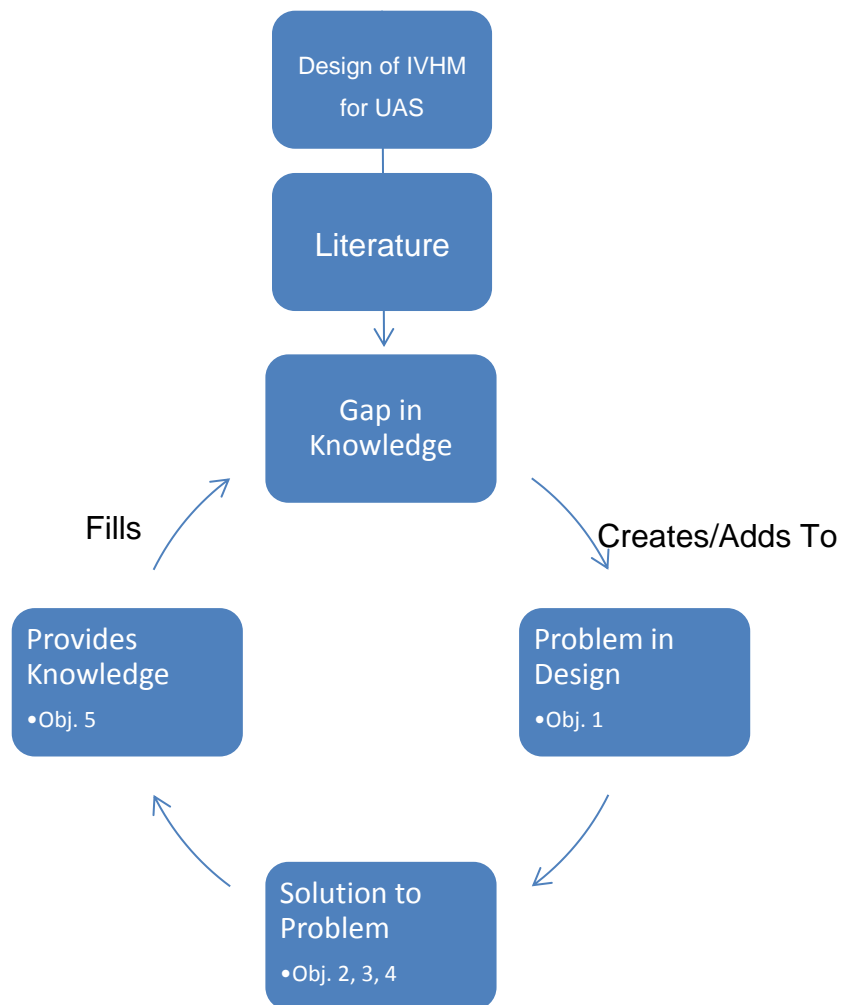 Design of IVHM
for UAS
Literature
Gap in
Knowledge
Fills
Creates/Adds To
Provides
Knowledge
•Obj. 5
Problem in
Design
•Obj. 1
Solution to
Problem
•Obj. 2, 3, 4